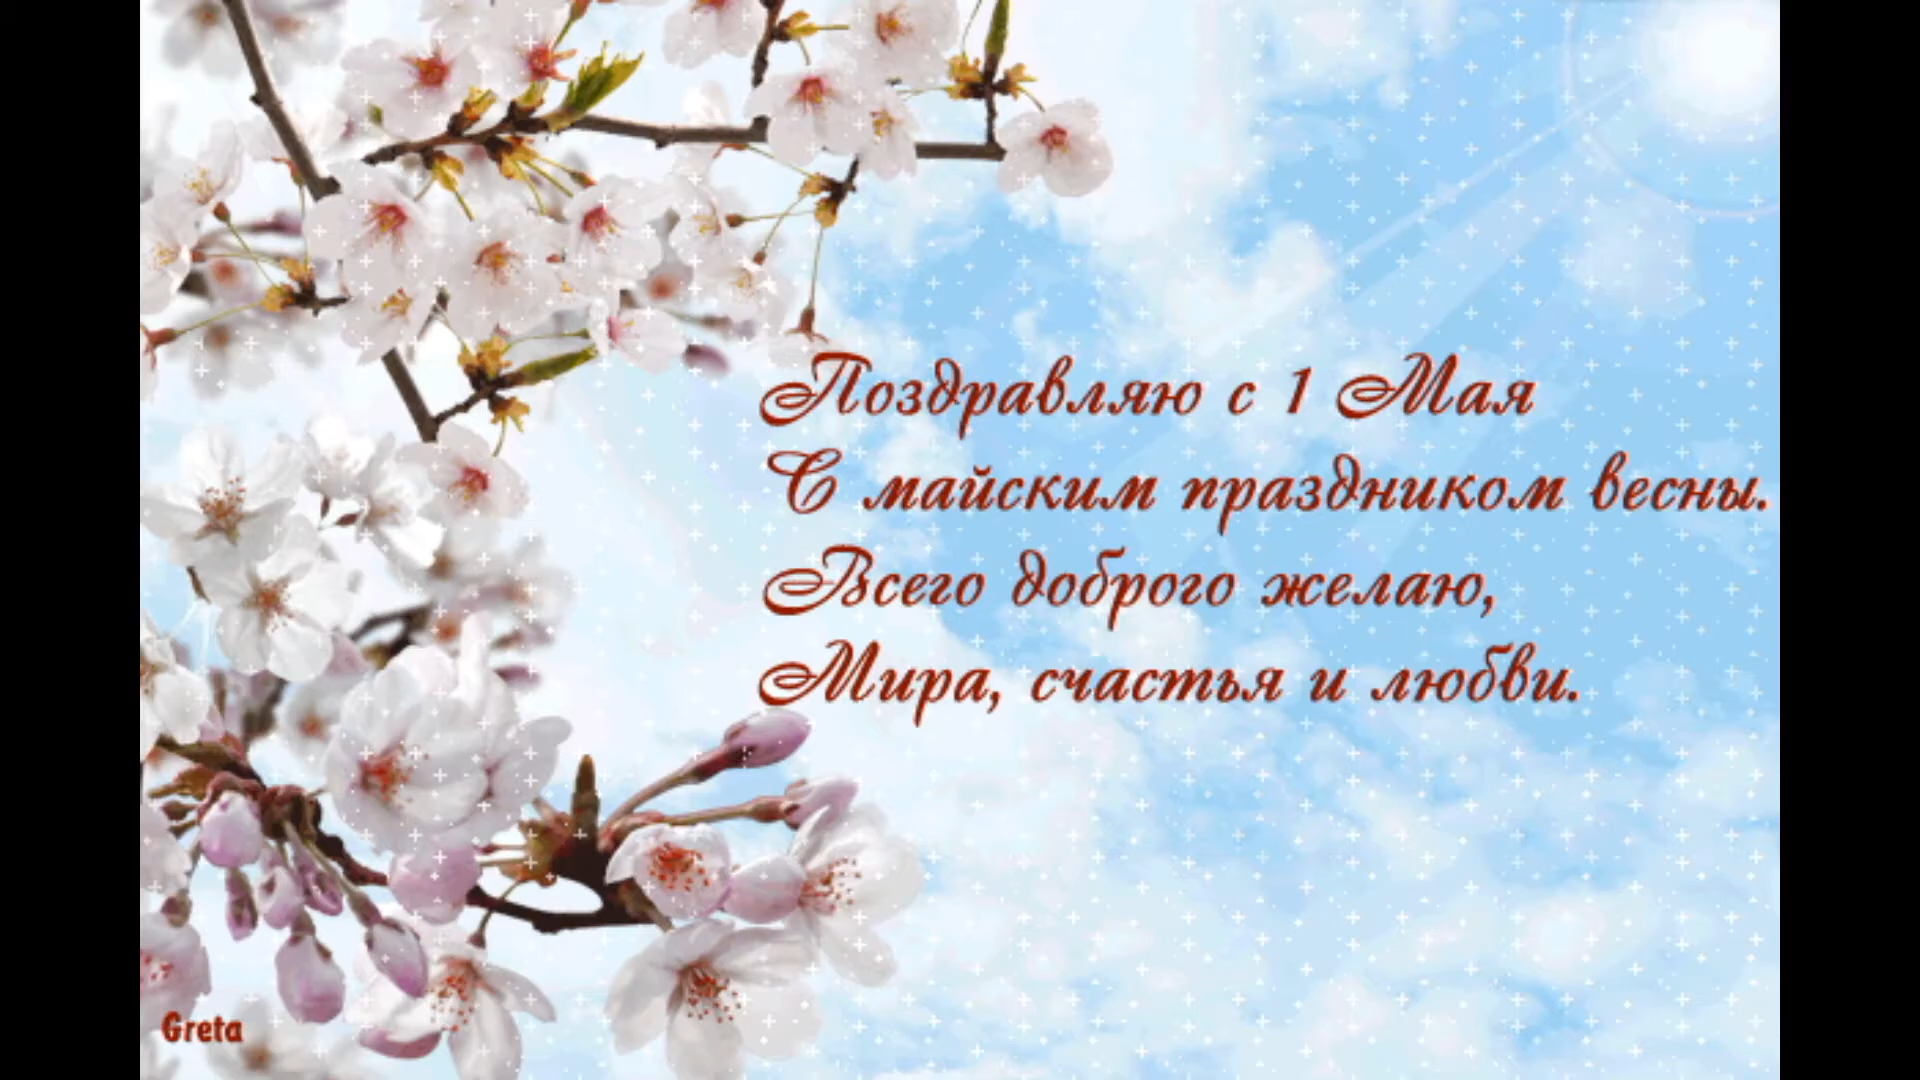 Поздравляю с 1 Мая
С майским праздником весны.
Всего доброго желаю,
Мира, счастья и любви.
Greta